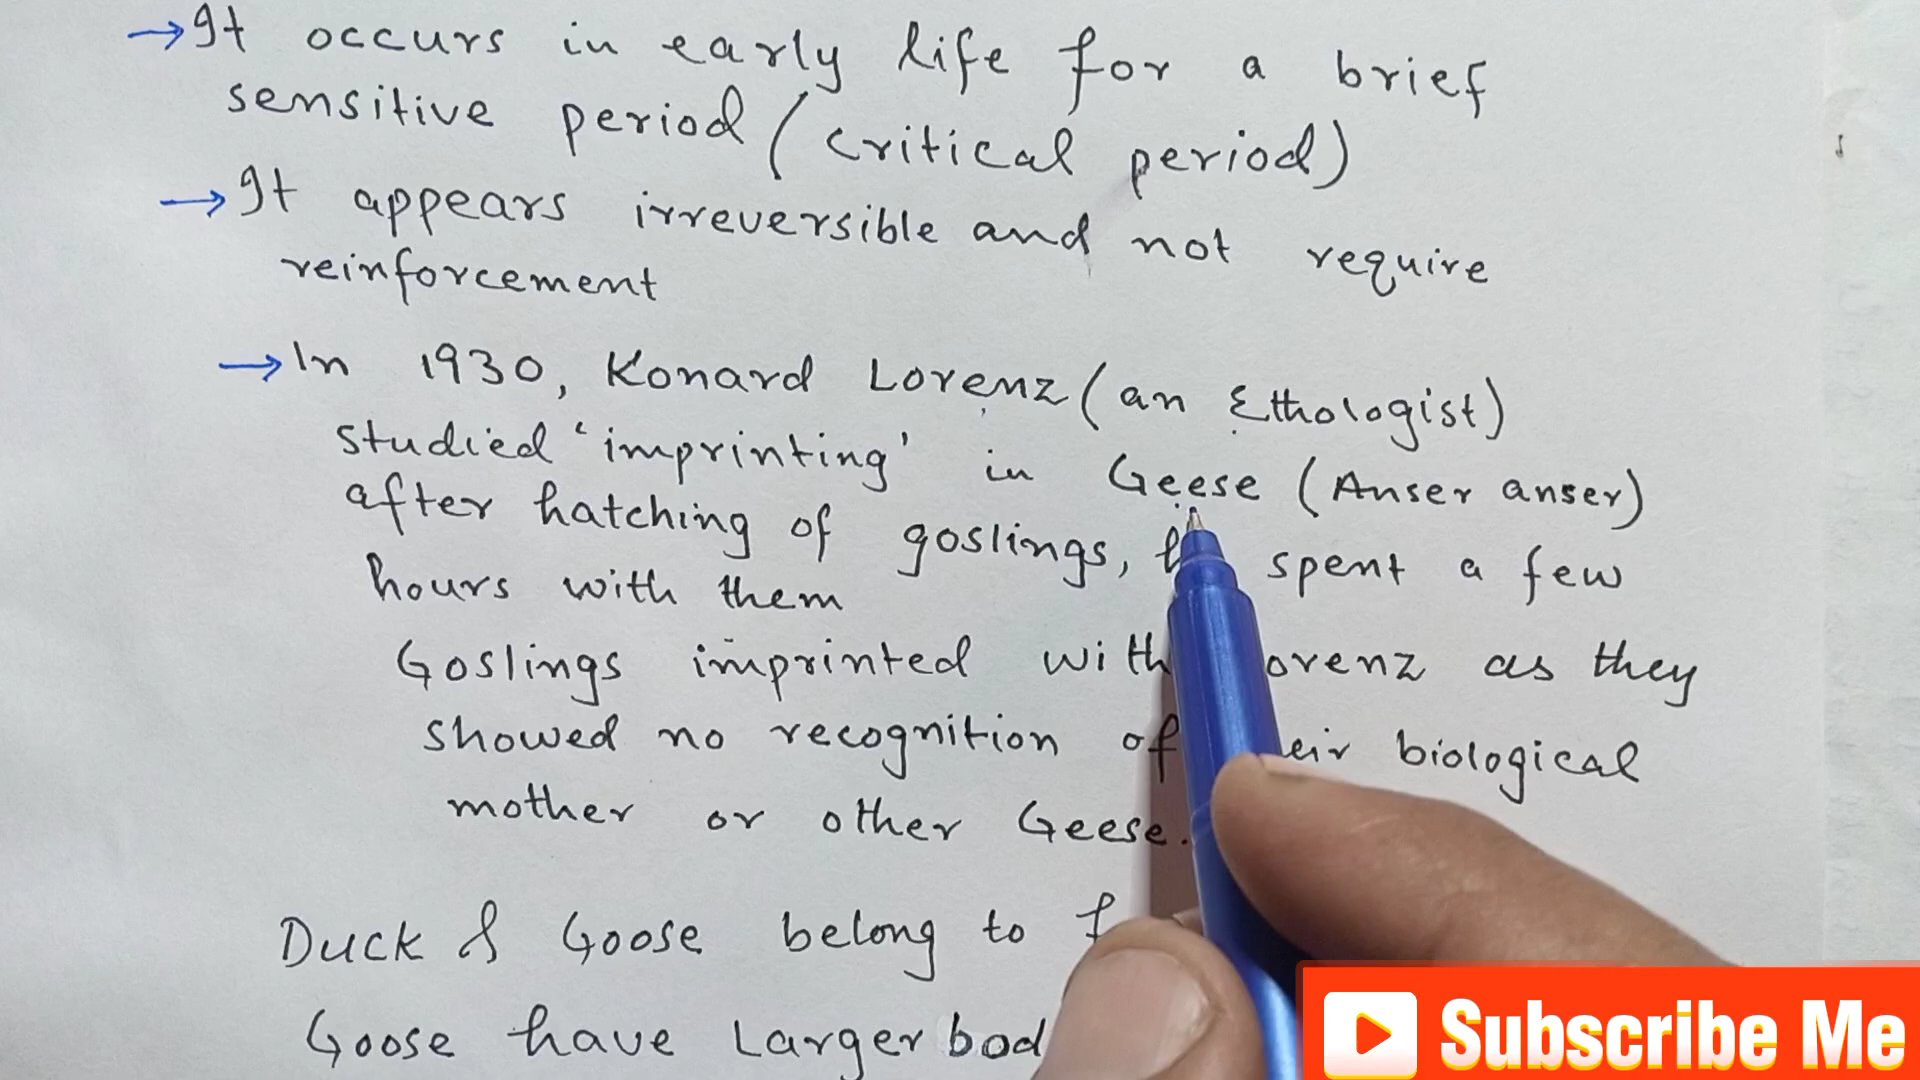 →It occurs in early life for a brief
sensitive period (critical period)
→It appears irreversible and not require
reinforcement
→In 1930, Konard Lorenz (an Ethologist)
studied 'imprinting' in Geese (Anser anser)
after hatching of goslings, spent a few
hours with them
Goslings imprinted with orenz as they
showed no recognition of eir biological
mother or other Geese.
Duck & Goose belong to f
Goose have Larger bod
Subscribe Me